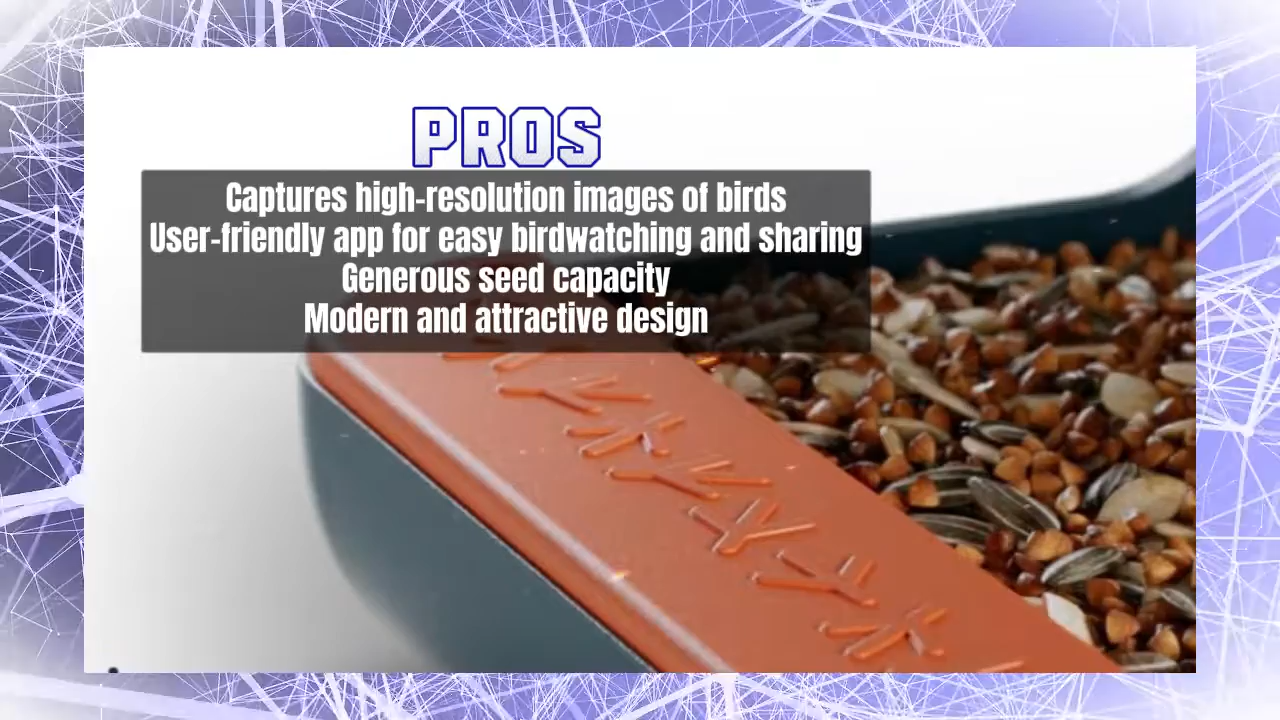 PROS
Captures high-resolution images of birds
User-friendly app for easy birdwatching and sharing
Generous seed capacity
Modern and attractive design